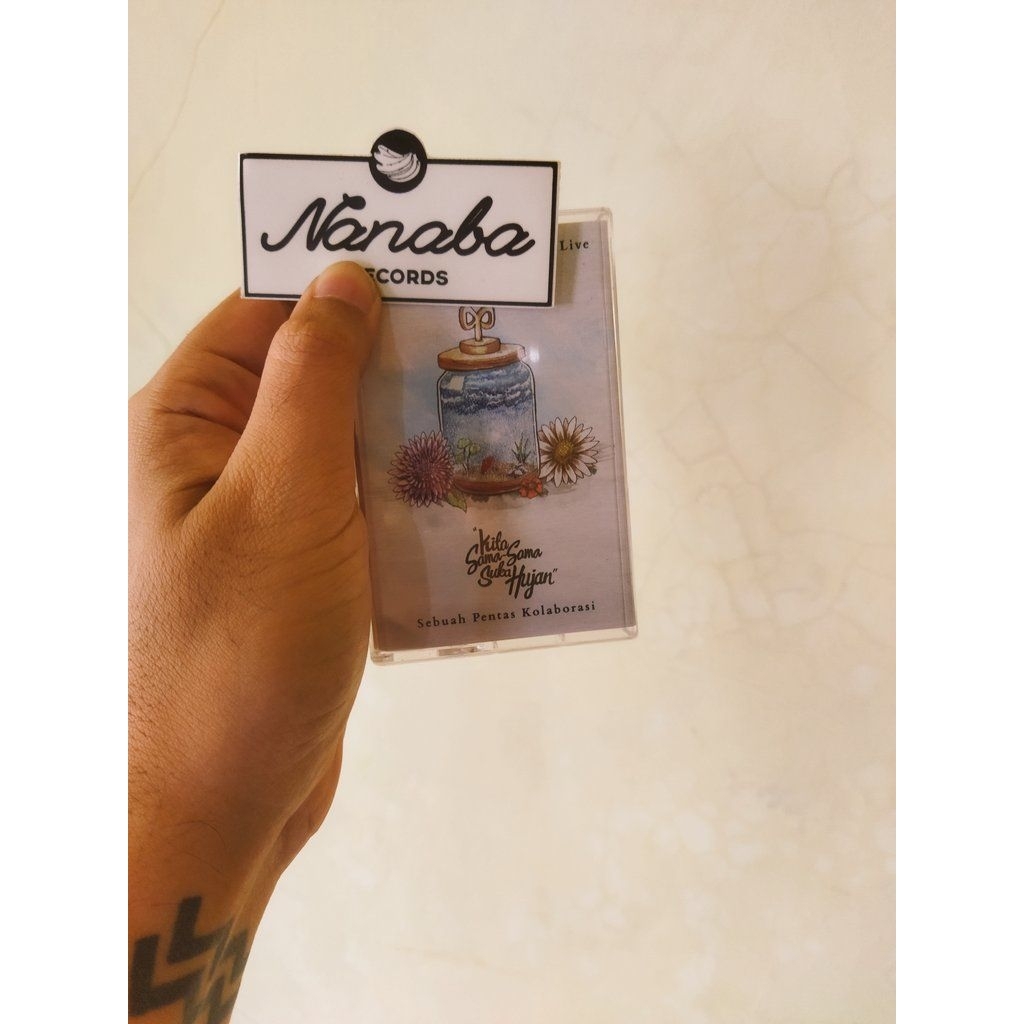 Nanaba
ECORDS
Live
"Kita
Sama-Sama
Suka Hujan"
Sebuah Pentas Kolaborasi